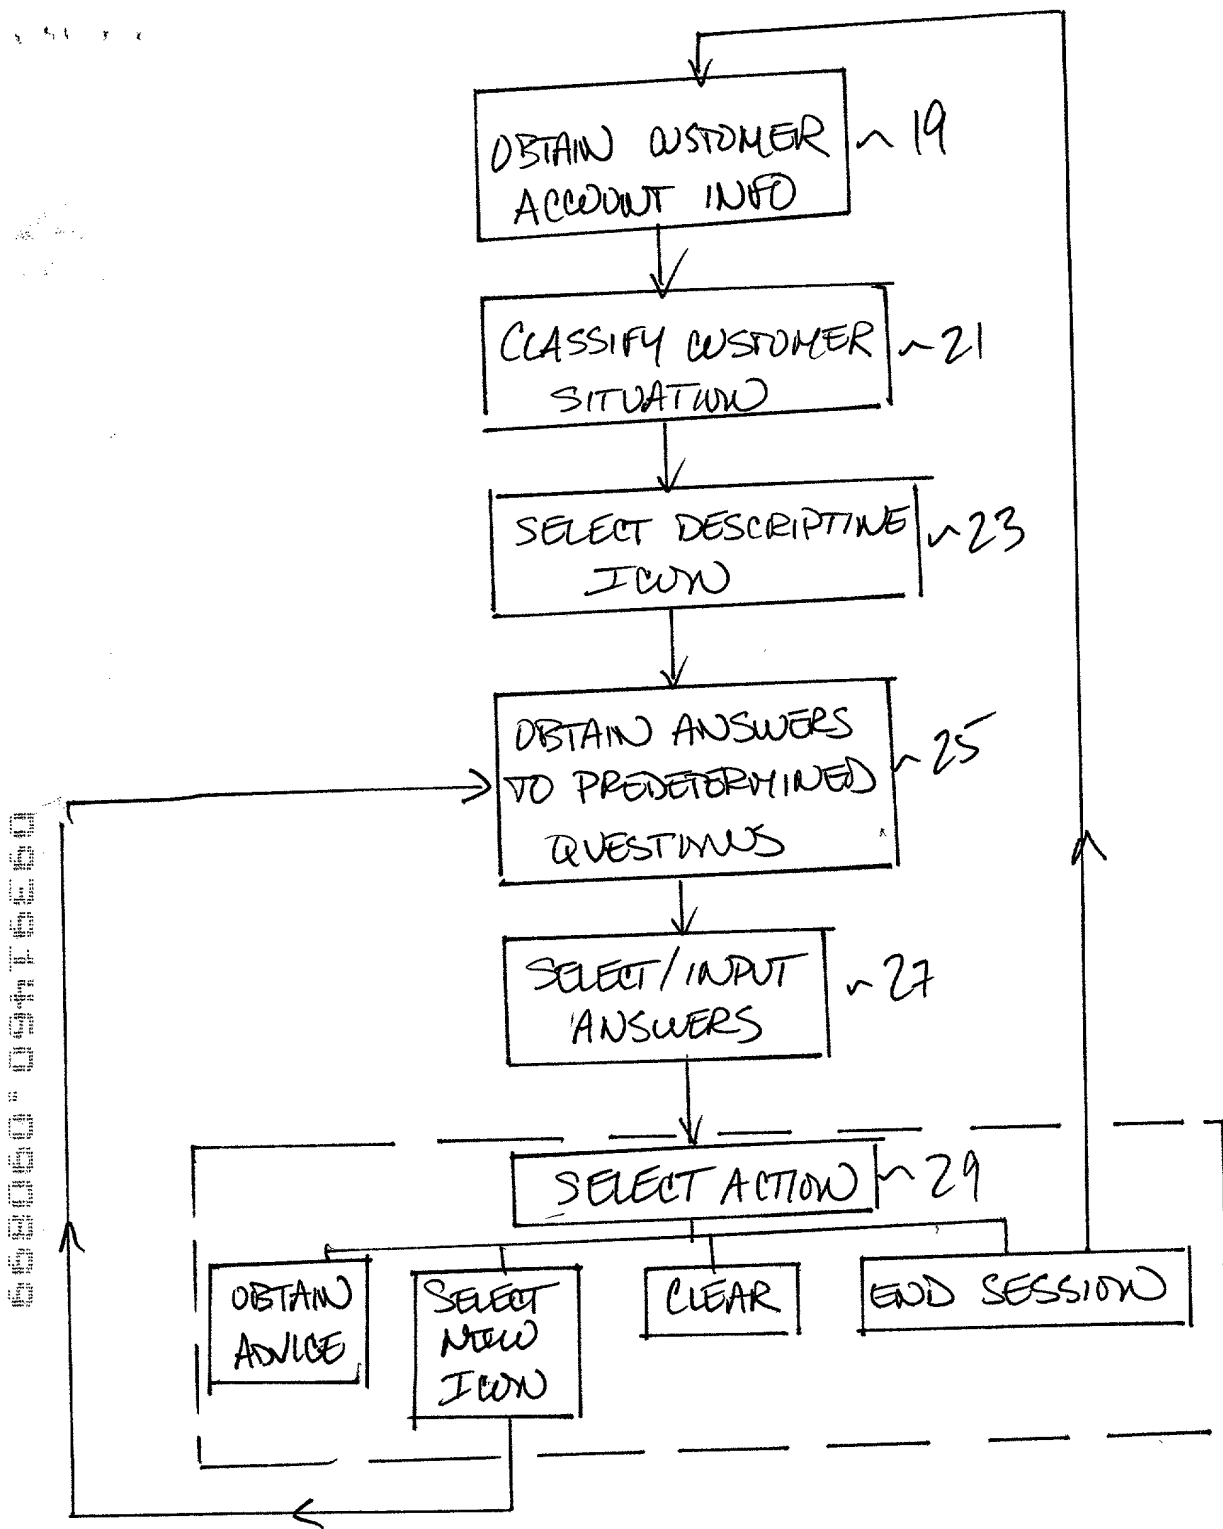 OBTAIN CUSTOMER
ACCOUNT INFO
~ 19
CLASSIFY CUSTOMER
SITUATION
~ 21
SELECT DESCRIPTIVE
ICON
~ 23
OBTAIN ANSWERS
TO PREDETERMINED
QUESTIONS
~ 25
SELECT/INPUT
ANSWERS
~ 27
SELECT ACTION
~ 29
OBTAIN
ADVICE
SELECT
NEW
ICON
CLEAR
END SESSION